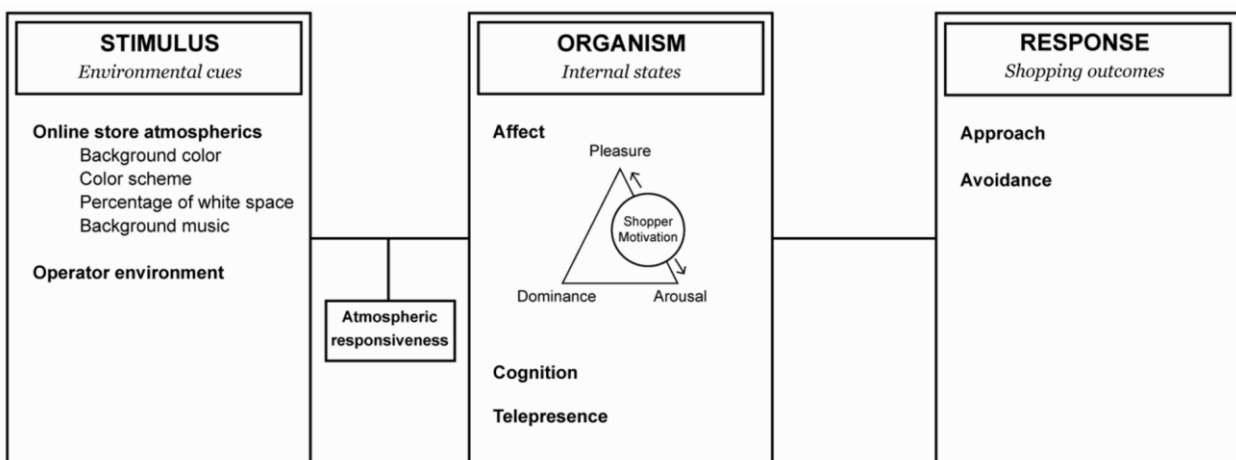 STIMULUS
Environmental cues
Online store atmospherics
Background color
Color scheme
Percentage of white space
Background music
Operator environment
Atmospheric
responsiveness
ORGANISM
Internal states
Affect
Pleasure
Shopper
Motivation
Dominance
Arousal
Cognition
Telepresence
RESPONSE
Shopping outcomes
Approach
Avoidance